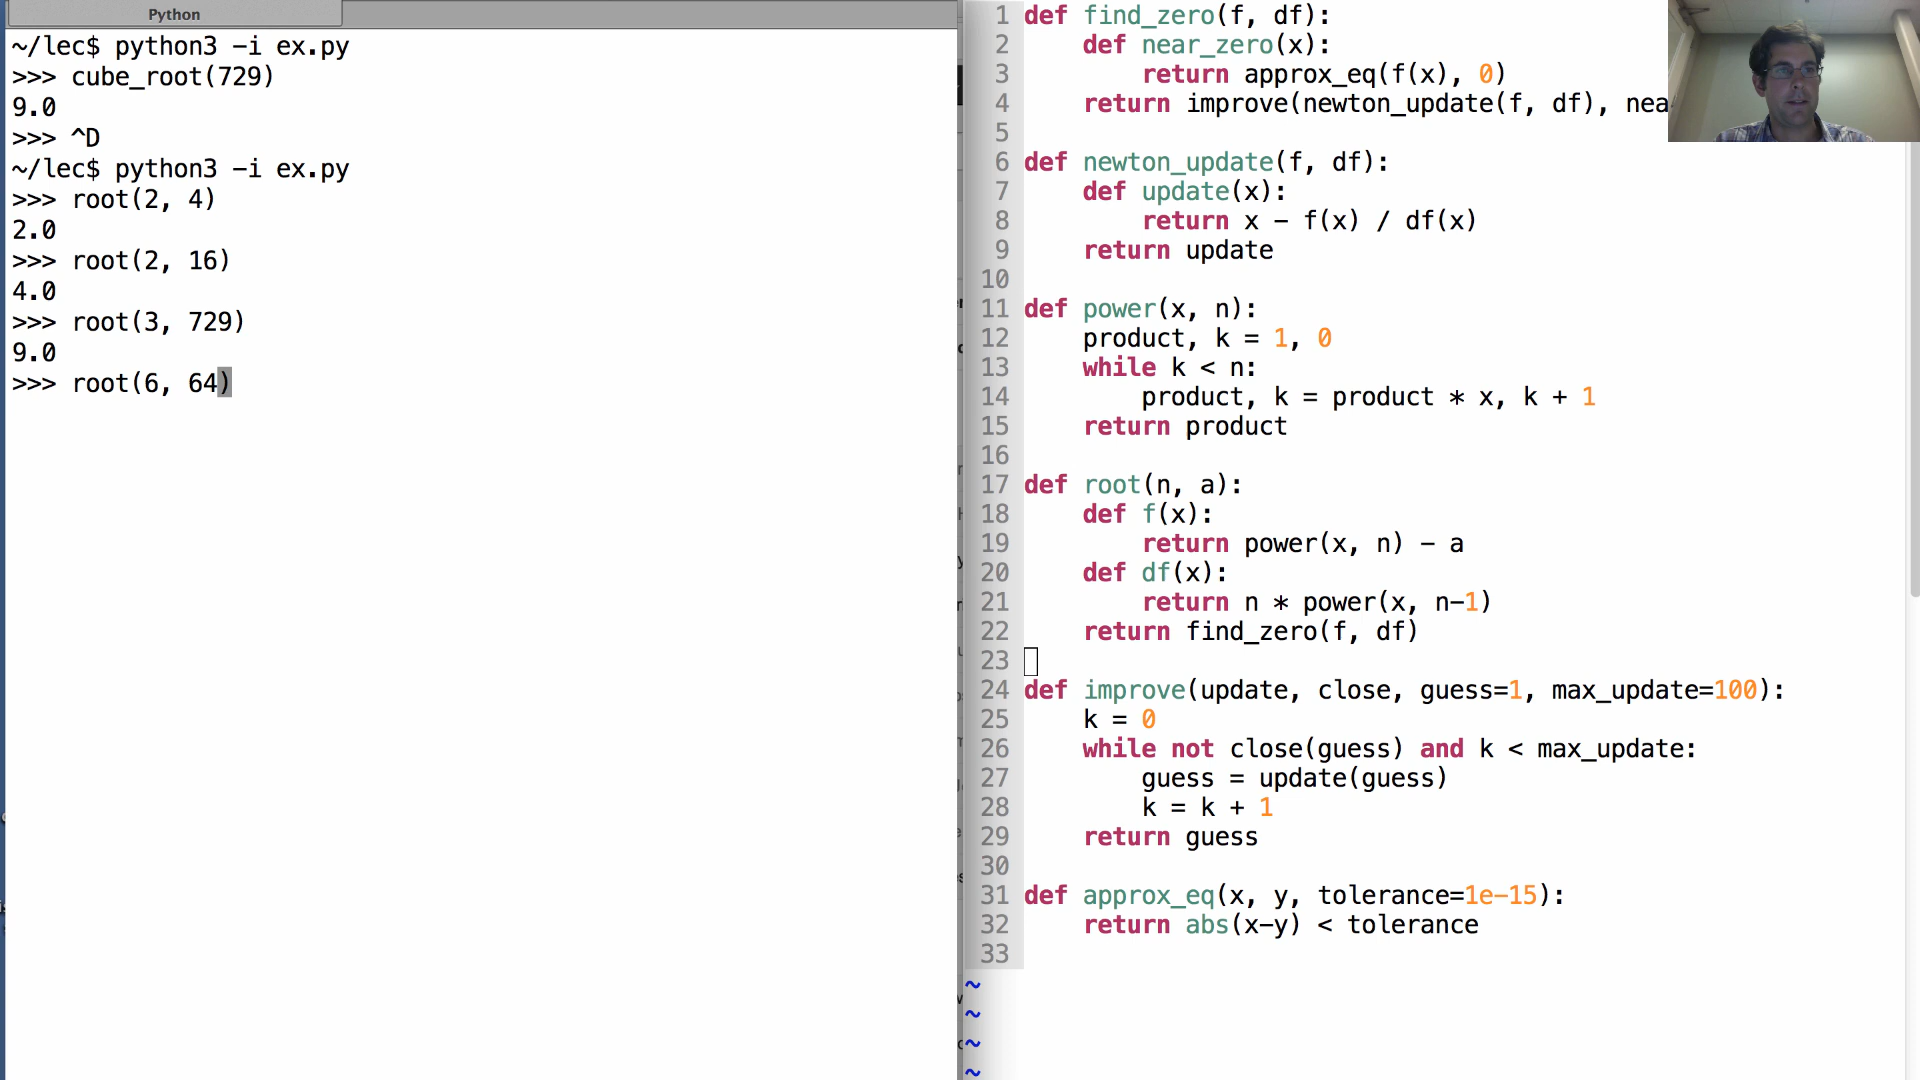 Python
~/lec$ python3 -i ex.py
>>> cube_root(729)
9.0
>>> ^D
~/lec$ python3 -i ex.py
>>> root(2, 4)
2.0
>>> root(2, 16)
4.0
>>> root(3, 729)
9.0
>>> root(6, 64)
1 def find_zero(f, df):
2     def near_zero(x):
3         return approx_eq(f(x), 0)
4     return improve(newton_update(f, df), nea
5
6 def newton_update(f, df):
7     def update(x):
8         return x - f(x) / df(x)
9     return update
10
11 def power(x, n):
12     product, k = 1, 0
13     while k < n:
14         product, k = product * x, k + 1
15     return product
16
17 def root(n, a):
18     def f(x):
19         return power(x, n) - a
20     def df(x):
21         return n * power(x, n-1)
22     return find_zero(f, df)
23
24 def improve(update, close, guess=1, max_update=100):
25     k = 0
26     while not close(guess) and k < max_update:
27         guess = update(guess)
28         k = k + 1
29     return guess
30
31 def approx_eq(x, y, tolerance=1e-15):
32     return abs(x-y) < tolerance
33
~
~
~
~